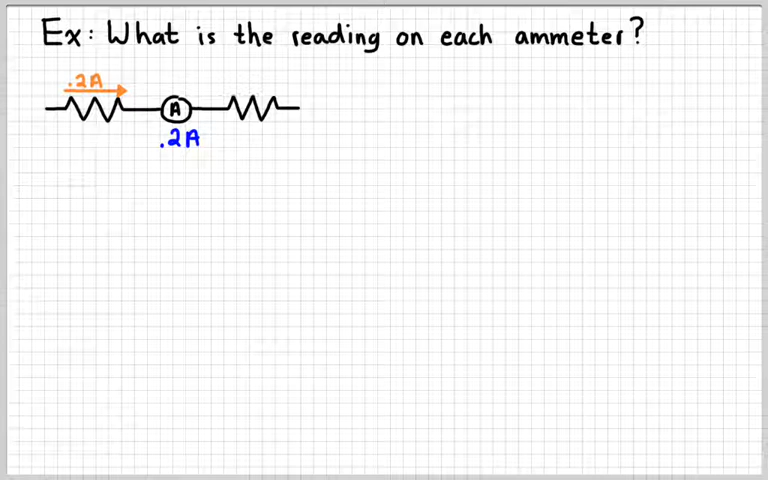 Ex: What is the reading on each ammeter?
.2A
A
.2A